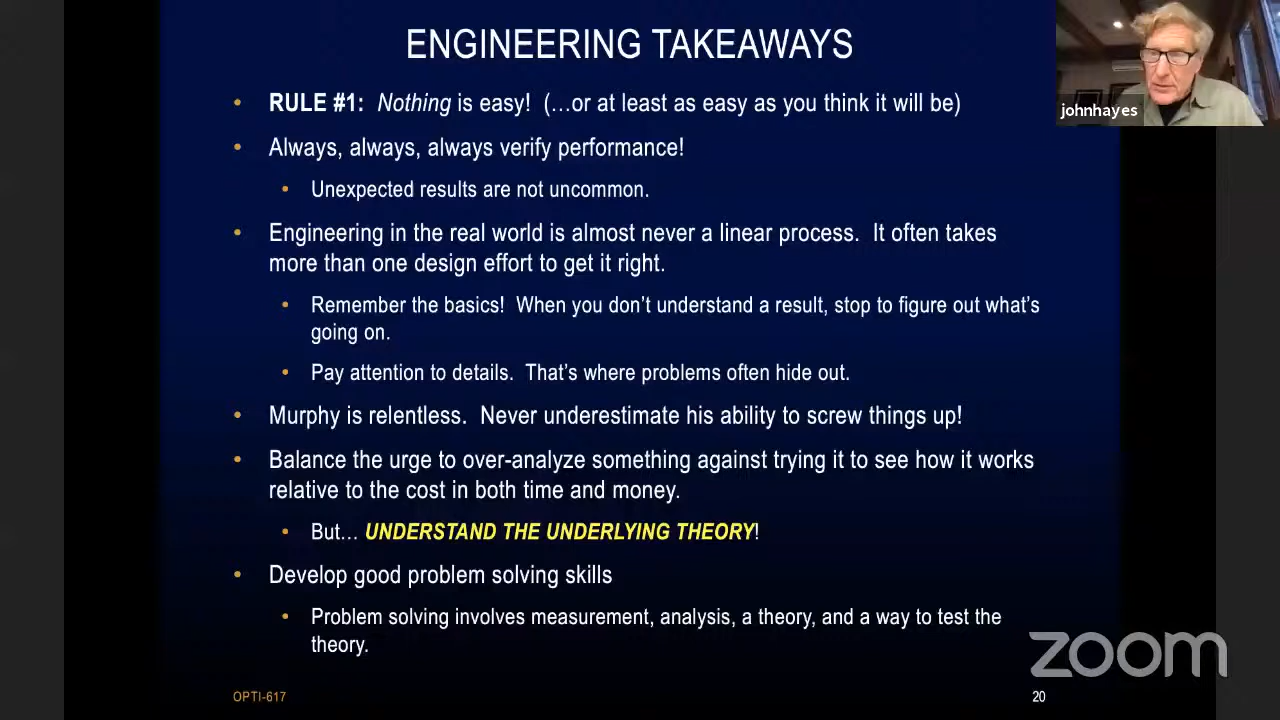 ENGINEERING TAKEAWAYS
johnhayes
• RULE #1: Nothing is easy! (…or at least as easy as you think it will be)
• Always, always, always verify performance!
• Unexpected results are not uncommon.
• Engineering in the real world is almost never a linear process. It often takes
more than one design effort to get it right.
• Remember the basics! When you don’t understand a result, stop to figure out what’s
going on.
• Pay attention to details. That’s where problems often hide out.
• Murphy is relentless. Never underestimate his ability to screw things up!
• Balance the urge to over-analyze something against trying it to see how it works
relative to the cost in both time and money.
• But… UNDERSTAND THE UNDERLYING THEORY!
• Develop good problem solving skills
• Problem solving involves measurement, analysis, a theory, and a way to test the
theory.
zoom
OPTI-617
20